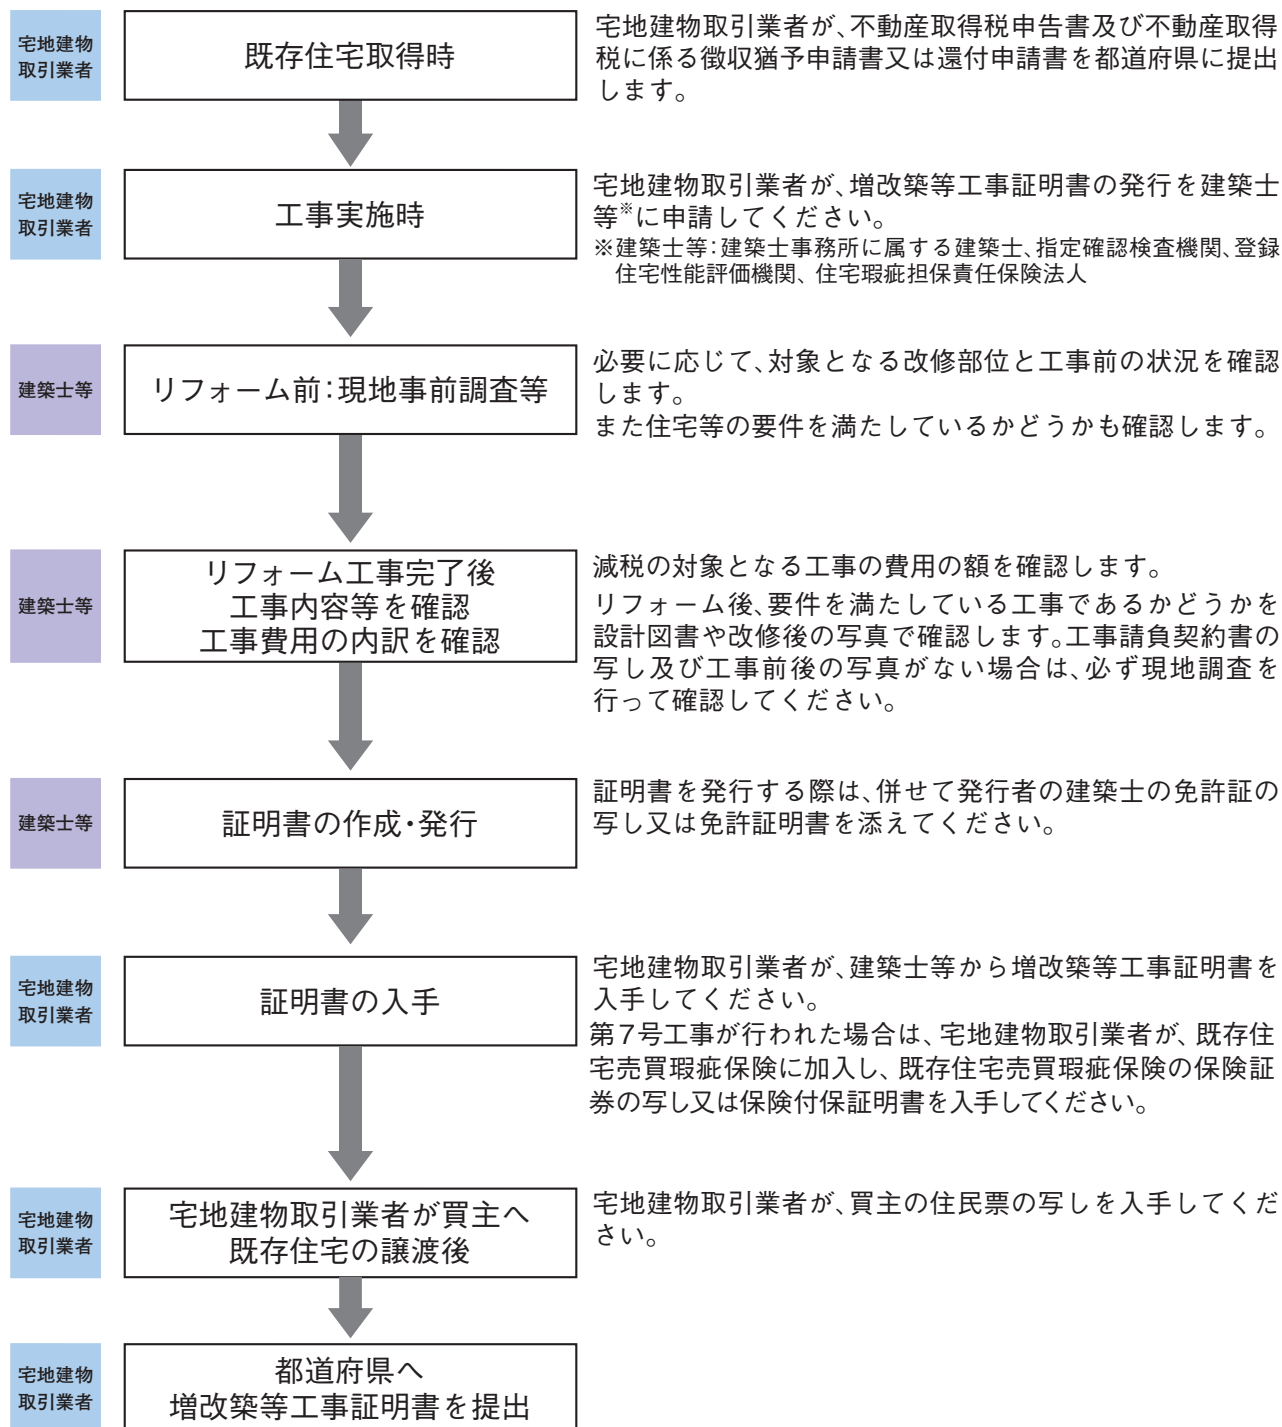 宅地建物
取引業者
既存住宅取得時
宅地建物取引業者が、不動産取得税申告書及び不動産取得
税に係る徴収猶予申請書又は還付申請書を都道府県に提出
します。
宅地建物
取引業者
工事実施時
宅地建物取引業者が、増改築等工事証明書の発行を建築士
等※に申請してください。
※建築士等:建築士事務所に属する建築士、指定確認検査機関、登録
住宅性能評価機関、住宅瑕疵担保責任保険法人
建築士等
リフォーム前:現地事前調査等
必要に応じて、対象となる改修部位と工事前の状況を確認
します。
また住宅等の要件を満たしているかどうかも確認します。
建築士等
リフォーム工事完了後
工事内容等を確認
工事費用の内訳を確認
減税の対象となる工事の費用の額を確認します。
リフォーム後、要件を満たしている工事であるかどうかを
設計図書や改修後の写真で確認します。工事請負契約書の
写し及び工事前後の写真がない場合は、必ず現地調査を
行って確認してください。
建築士等
証明書の作成・発行
証明書を発行する際は、併せて発行者の建築士の免許証の
写し又は免許証明書を添えてください。
宅地建物
取引業者
証明書の入手
宅地建物取引業者が、建築士等から増改築等工事証明書を
入手してください。
第7号工事が行われた場合は、宅地建物取引業者が、既存住
宅売買瑕疵保険に加入し、既存住宅売買瑕疵保険の保険証
券の写し又は保険付保証明書を入手してください。
宅地建物
取引業者
宅地建物取引業者が買主へ
既存住宅の譲渡後
宅地建物取引業者が、買主の住民票の写しを入手してくだ
さい。
宅地建物
取引業者
都道府県へ
増改築等工事証明書を提出